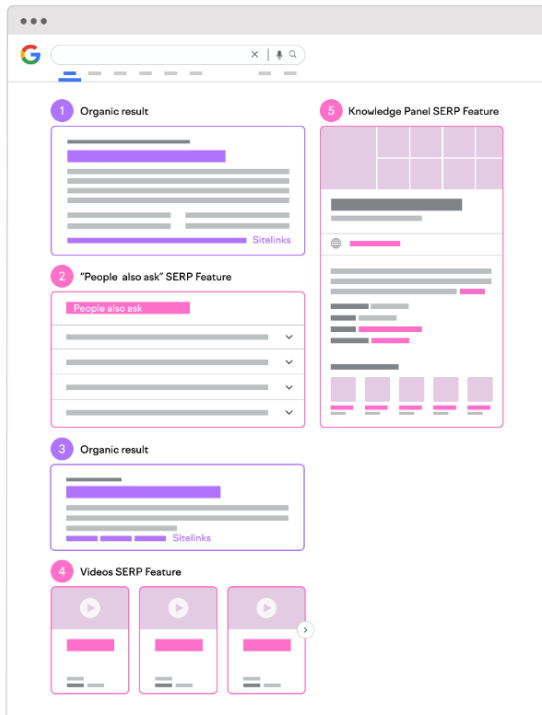 1 Organic result
Sitelinks
2 "People also ask" SERP Feature
People also ask
3 Organic result
Sitelinks
4 Videos SERP Feature
5 Knowledge Panel SERP Feature